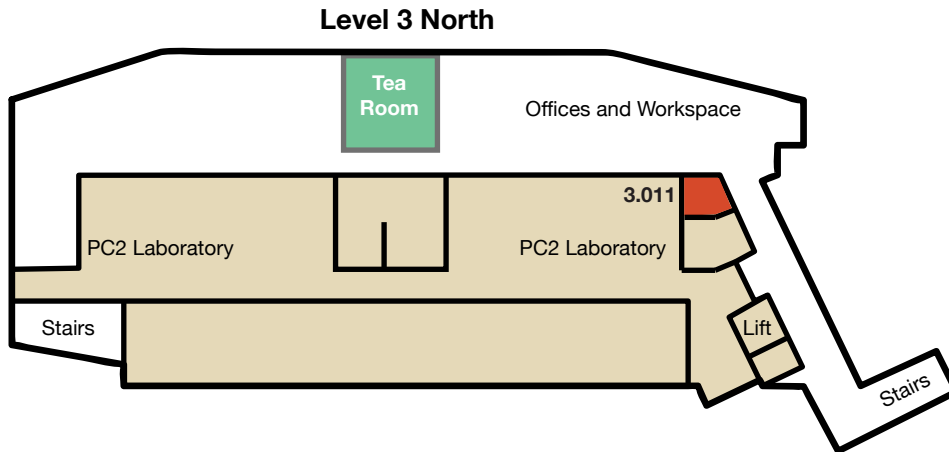 Level 3 North
Tea
Room
Offices and Workspace
3.011
PC2 Laboratory
PC2 Laboratory
Stairs
Lift
Stairs